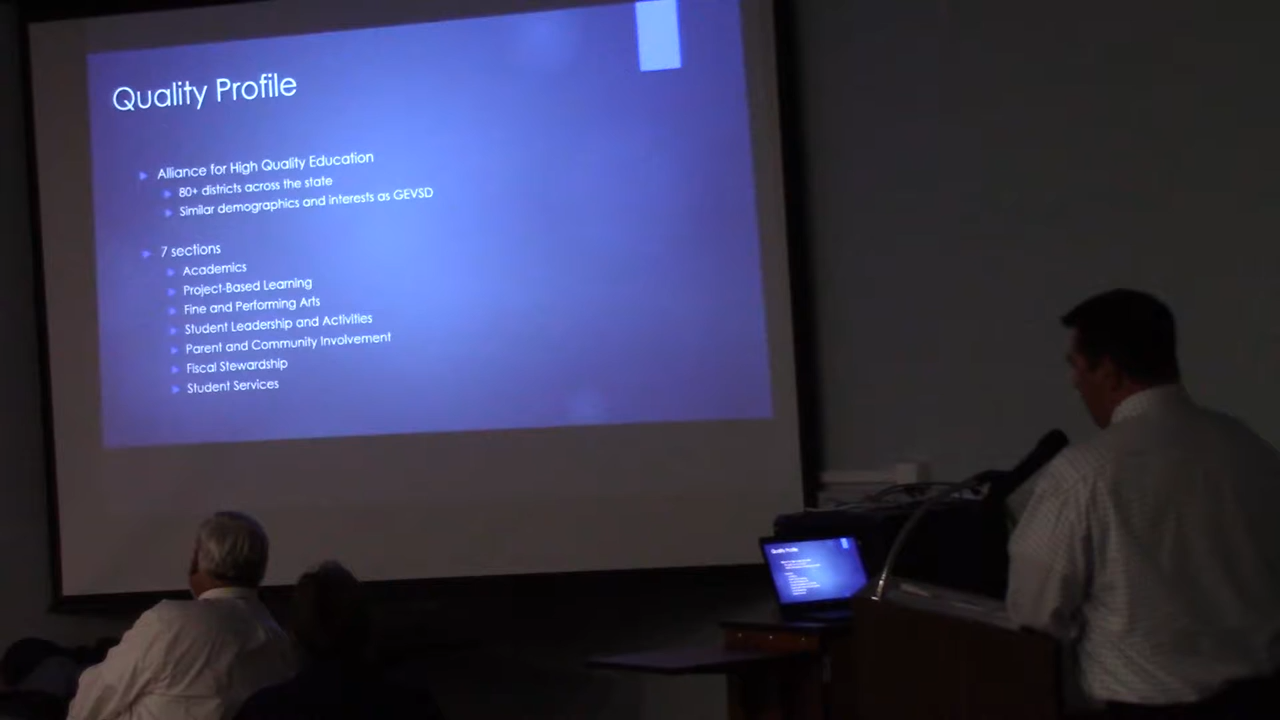 Quality Profile
Alliance for High Quality Education
80+ districts across the state
Similar demographics and interests as GEVSD
7 sections
Academics
Project-Based Learning
Fine and Performing Arts
Student Leadership and Activities
Parent and Community Involvement
Fiscal Stewardship
Student Services
Quality Profile